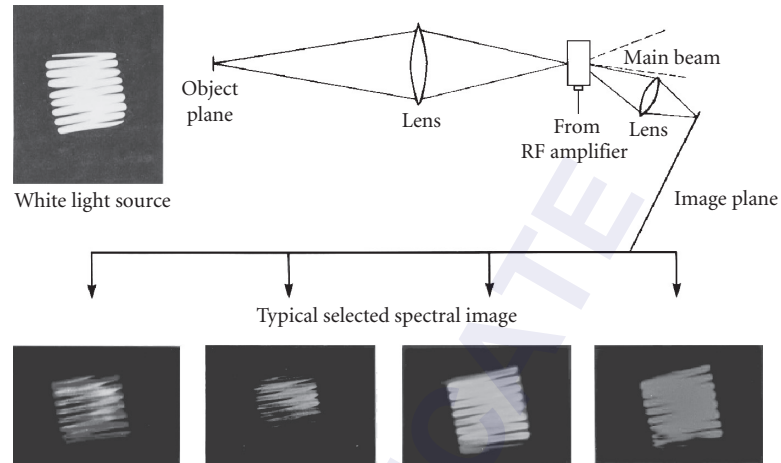 Object
plane
Lens
From
RF amplifier
Main beam
Lens
White light source
Image plane
Typical selected spectral image